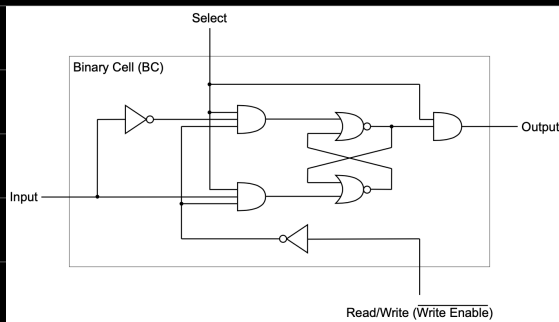 Select
Binary Cell (BC)
Output
Input
Read/Write (Write Enable)